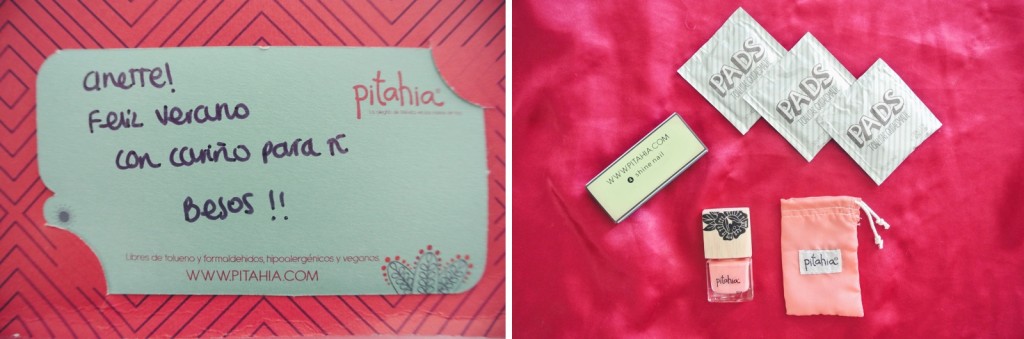 anerre!
Feliz verano
con cariño para ti
Besos !!
pitahia
Libres de tolueno y formaldehidos, hipoalergénicos y veganos
WWW.PITAHIA.COM
PADS
PADS
PADS
WWW.PITAHIA.COM
shine nail
pitahia
pitahia